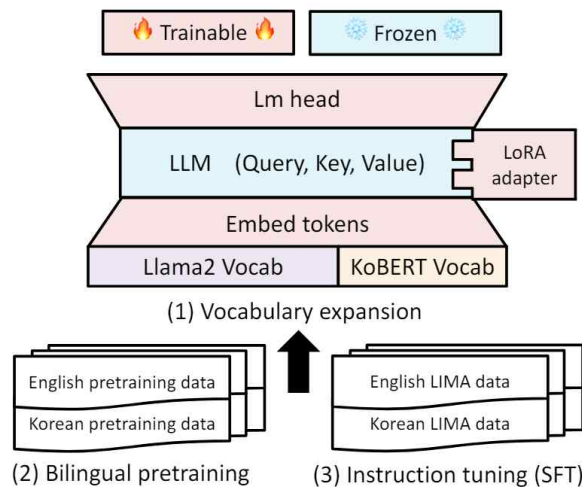 Trainable
Frozen
Lm head
LLM (Query, Key, Value)
LoRA
adapter
Embed tokens
Llama2 Vocab
KoBERT Vocab
(1) Vocabulary expansion
English pretraining data
Korean pretraining data
English LIMA data
Korean LIMA data
(2) Bilingual pretraining
(3) Instruction tuning (SFT)